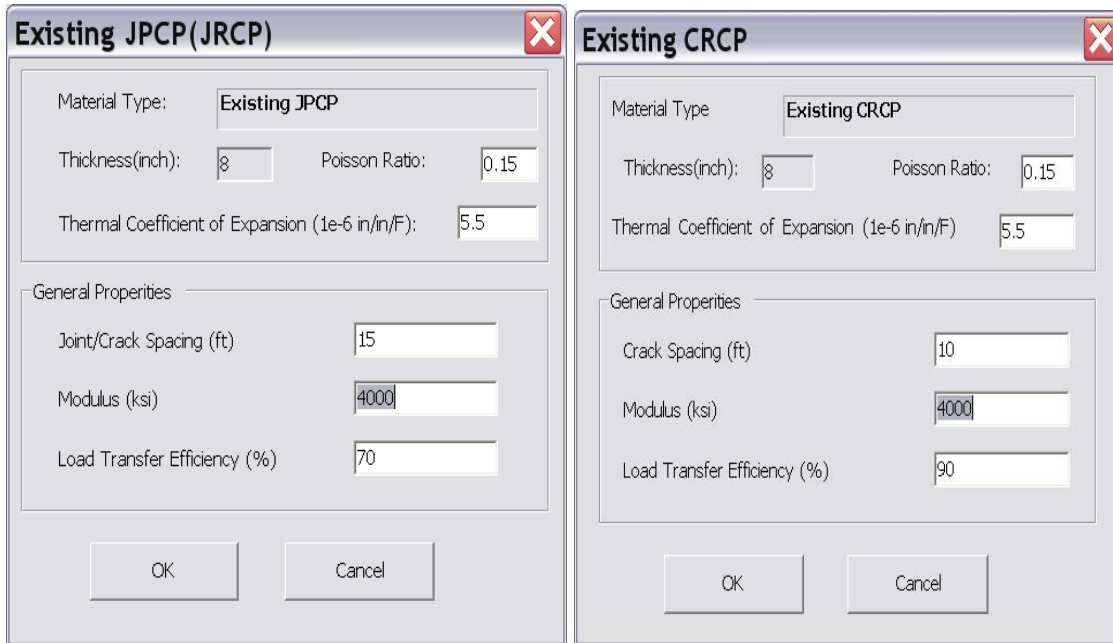 Existing JPCP(JRCP)
Material Type: Existing JPCP
Thickness(inch): 8 Poisson Ratio: 0.15
Thermal Coefficient of Expansion (1e-6 in/in/F): 5.5
General Properities
Joint/Crack Spacing (ft) 15
Modulus (ksi) 4000
Load Transfer Efficiency (%) 70
OK Cancel
Existing CRCP
Material Type Existing CRCP
Thickness(inch): 8 Poisson Ratio: 0.15
Thermal Coefficient of Expansion (1e-6 in/in/F) 5.5
General Properities
Crack Spacing (ft) 10
Modulus (ksi) 4000
Load Transfer Efficiency (%) 90
OK Cancel